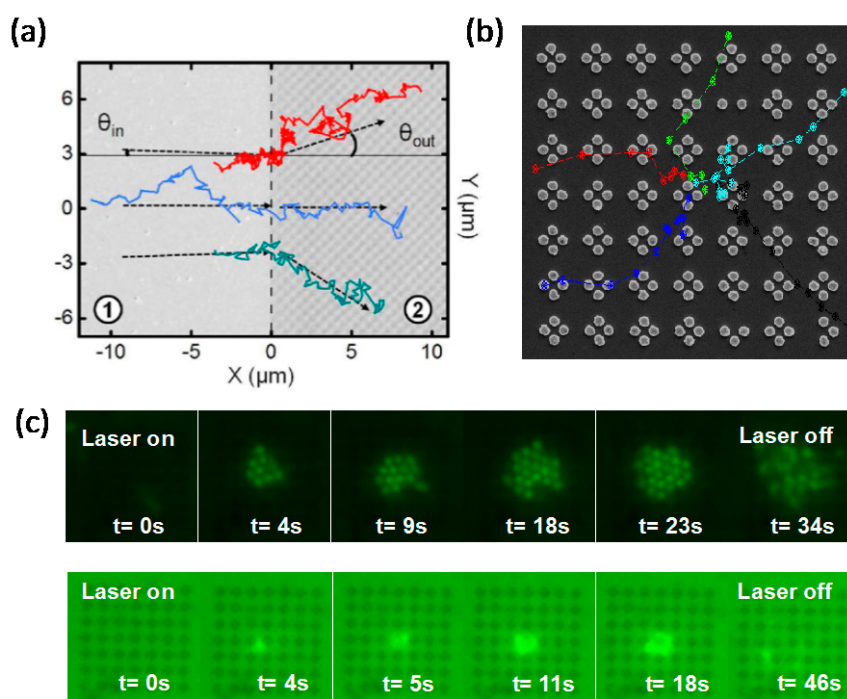 (a)
(b)
θin
θout
6
3
0
-3
-6
Y (µm)
1
2
-10
-5
0
5
10
X (µm)
(c)
Laser on
Laser off
t= 0s
t= 4s
t= 9s
t= 18s
t= 23s
t= 34s
Laser on
Laser off
t= 0s
t= 4s
t= 5s
t= 11s
t= 18s
t= 46s